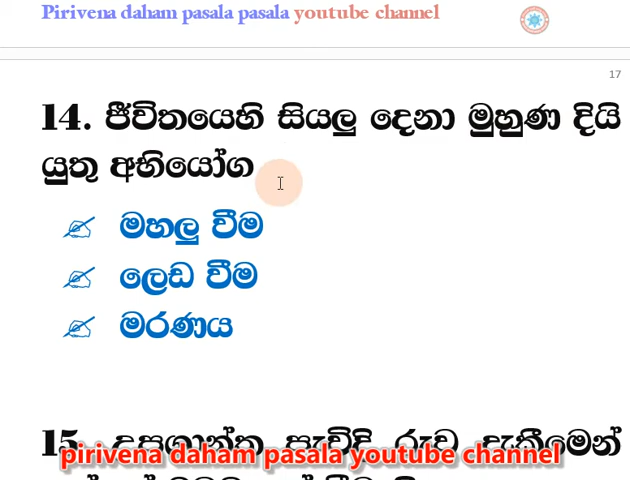 Pirivena daham pasala pasala youtube channel
17
14. ජීවිතයෙහි සියලු දෙනා මුහුණ දියි
යුතු අභියෝග
මහලු වීම
ලෙඩ වීම
මරණය
15. උපශාන්ත පැවිදි රුව දැකීමෙන්
pirivena daham pasala youtube channel